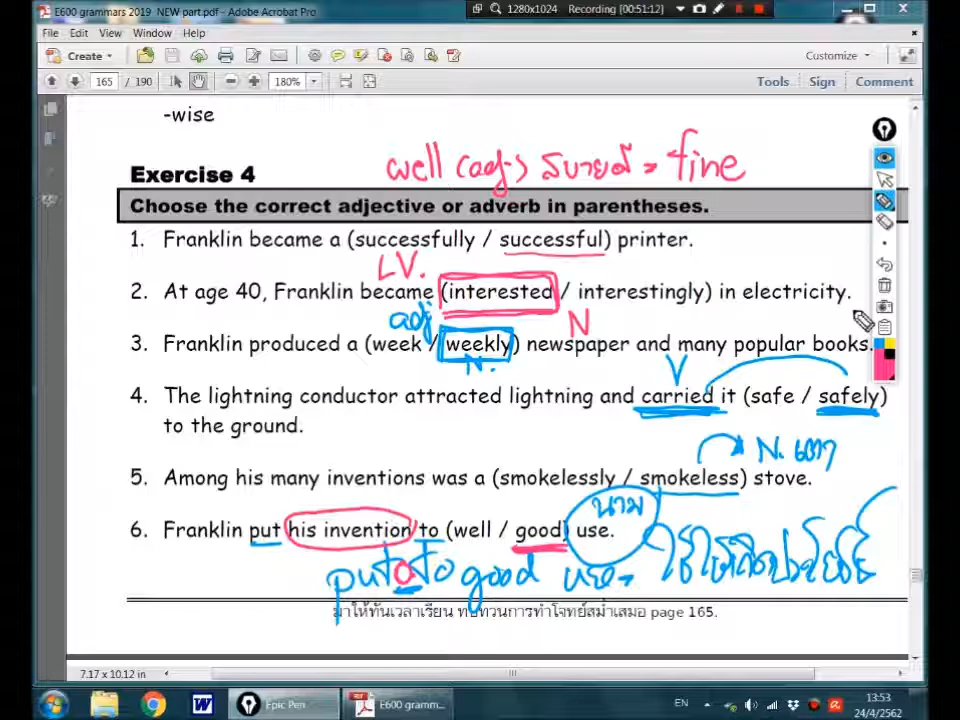 E600 grammars 2019 NEW part.pdf - Adobe Acrobat Pro
1280x1024 Recording [00:51:12]
File Edit View Window Help
Create Customize
165 / 190 180% Tools Sign Comment
-wise
well (adj.) สบายดี = fine
Exercise 4
Choose the correct adjective or adverb in parentheses.
1. Franklin became a (successfully / successful) printer.
LV.
2. At age 40, Franklin became (interested / interestingly) in electricity.
adj N
3. Franklin produced a (week / weekly) newspaper and many popular books.
N. V
4. The lightning conductor attracted lightning and carried it (safe / safely)
to the ground.
N.
5. Among his many inventions was a (smokelessly / smokeless) stove.
นาม
6. Franklin put his invention to (well / good) use.
put o to good use =
มาให้ทันเวลาเรียน ทบทวนการทำโจทย์สม่ำเสมอ page 165.
7.17 x 10.12 in
Epic Pen E600 gramm... EN 13:53
24/4/2562